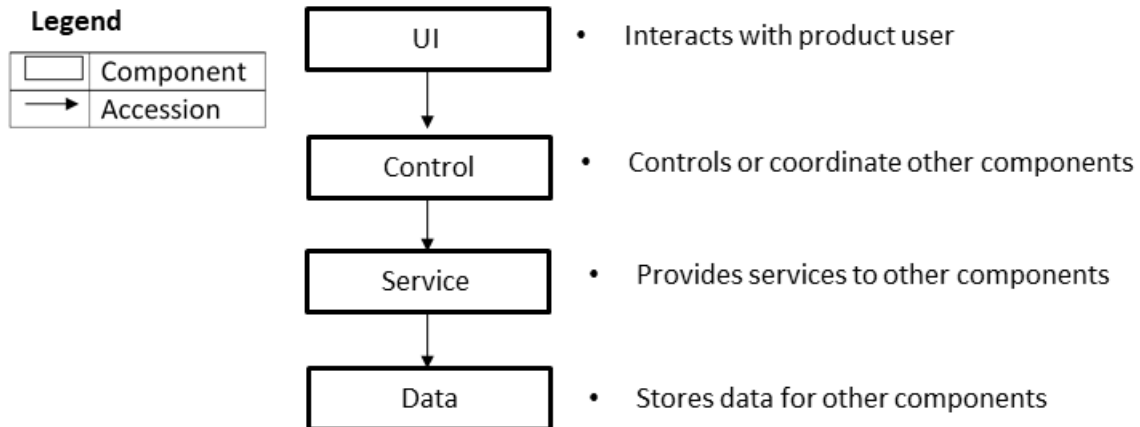 Legend
Component
Accession
UI
• Interacts with product user
Control
• Controls or coordinate other components
Service
• Provides services to other components
Data
• Stores data for other components